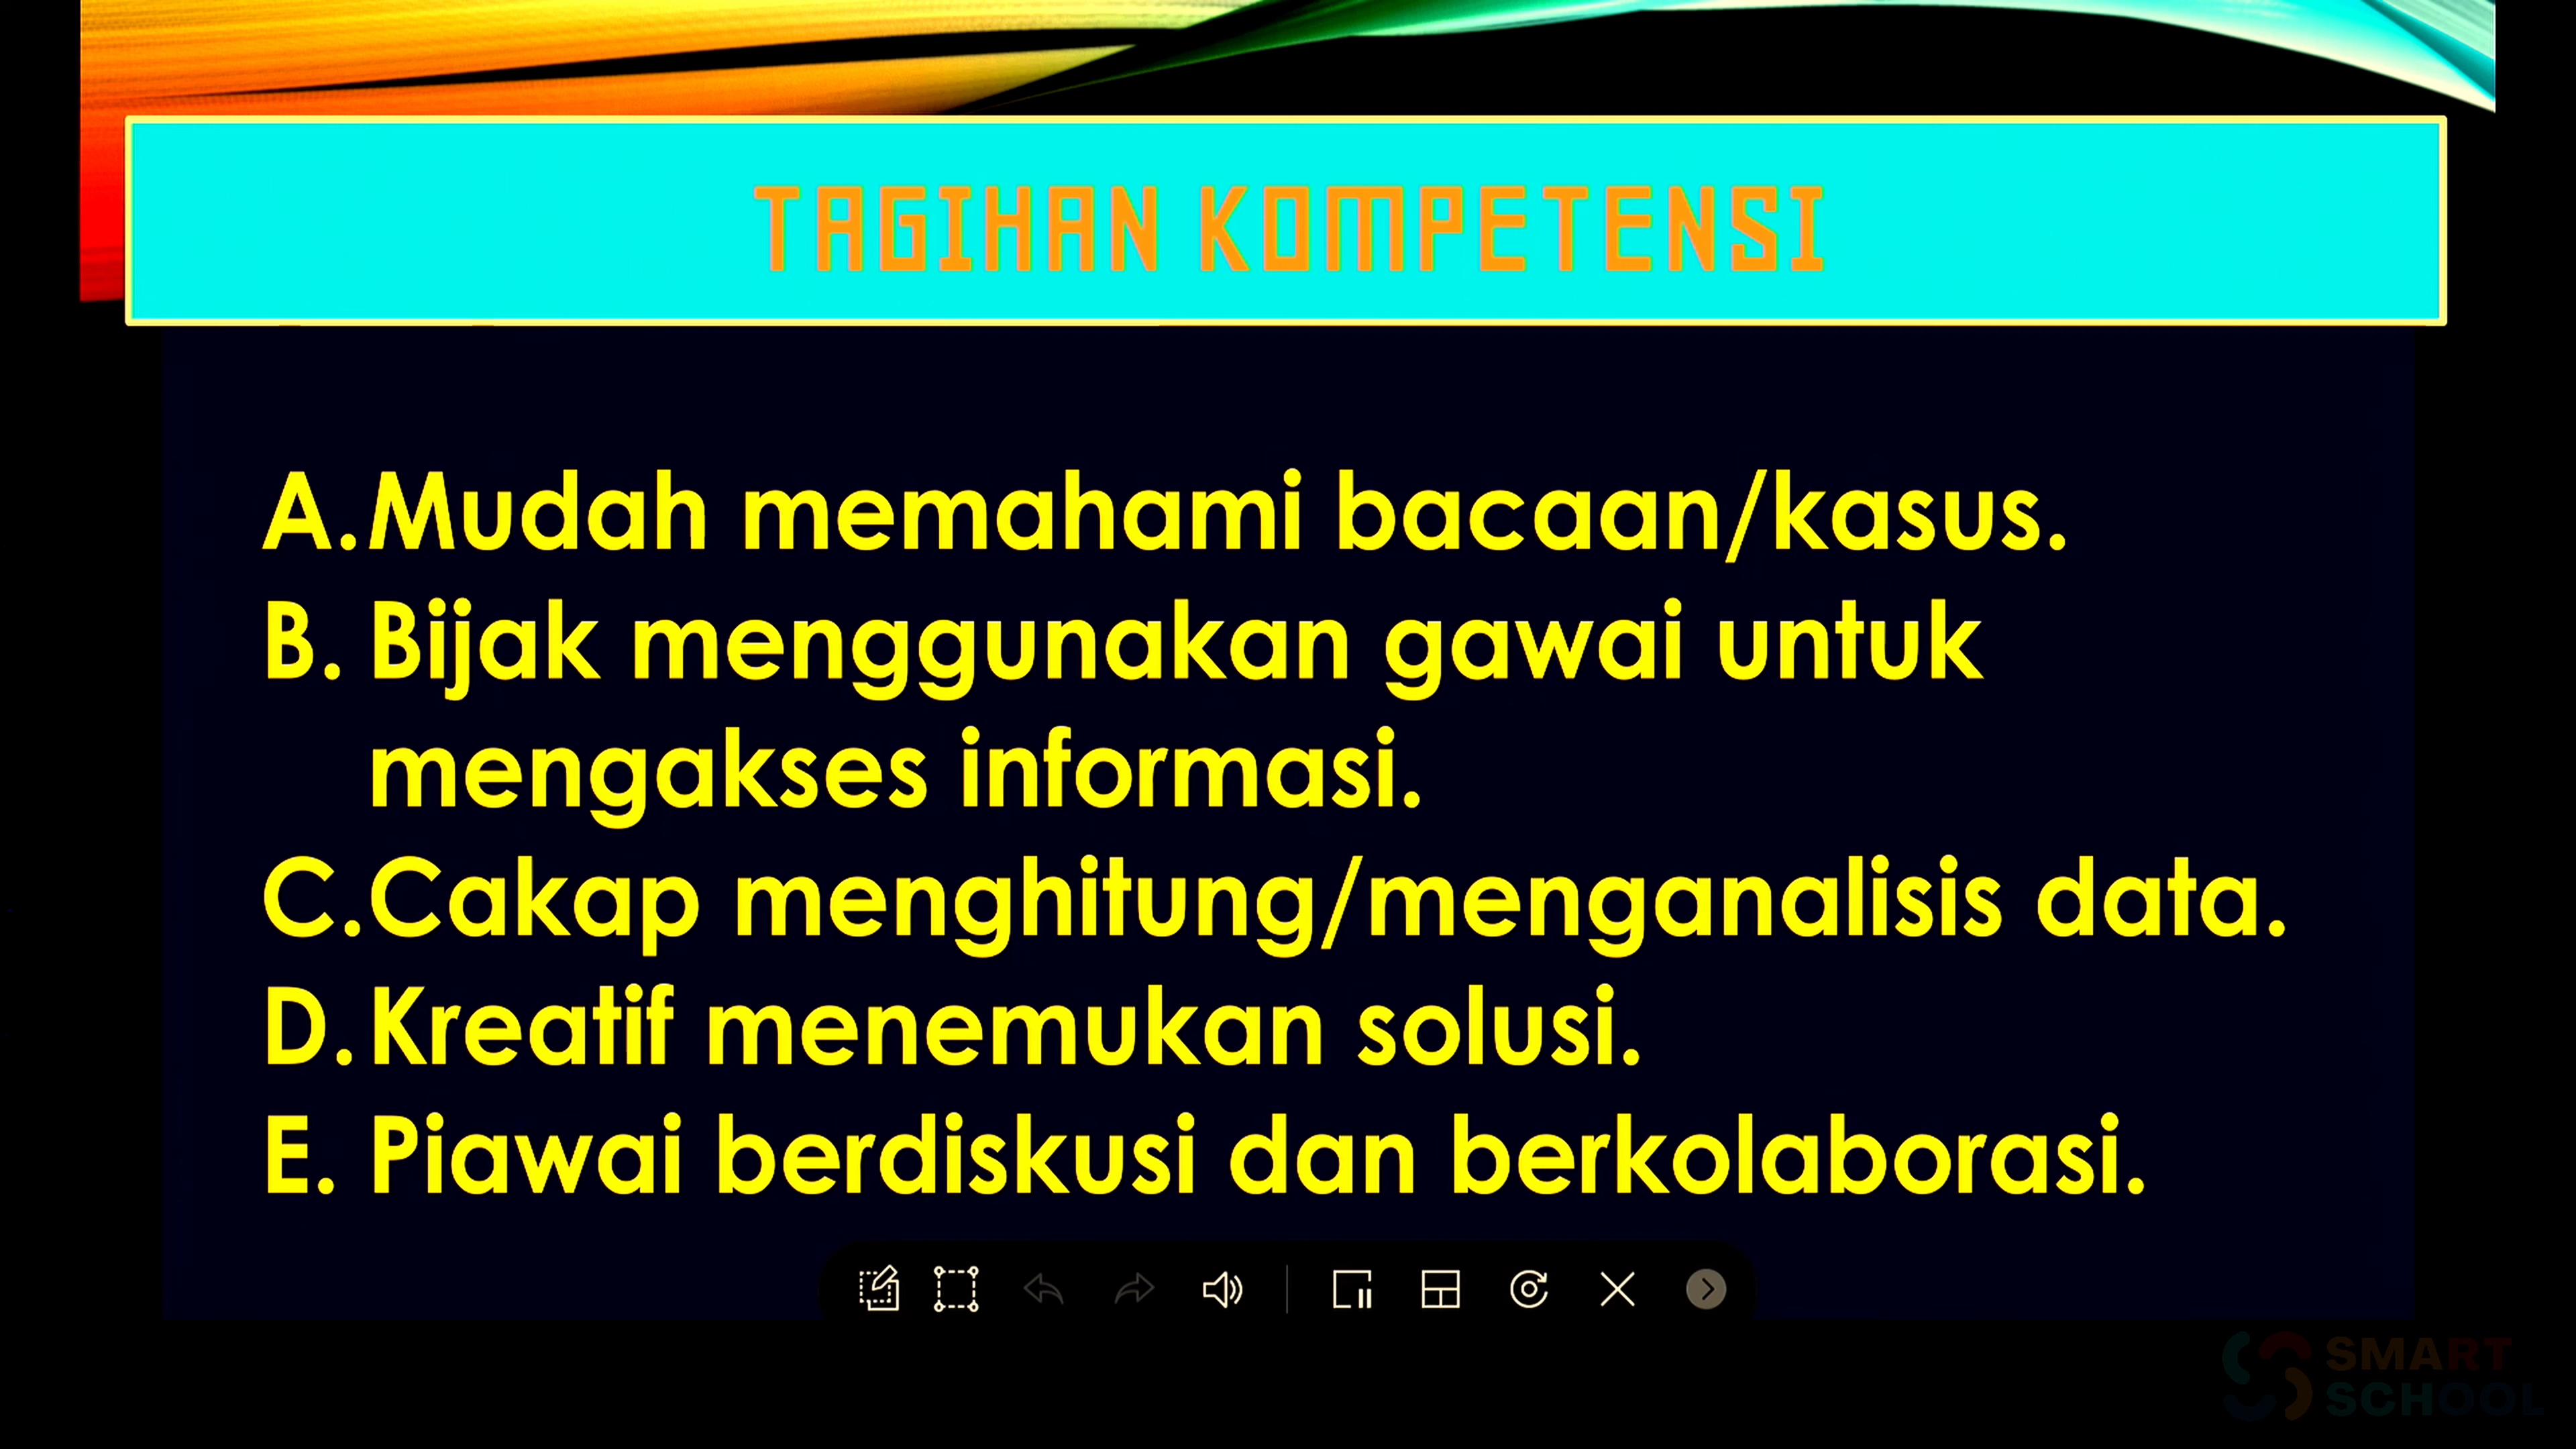 TAGIHAN KOMPETENSI
A. Mudah memahami bacaan/kasus.
B. Bijak menggunakan gawai untuk
mengakses informasi.
C. Cakap menghitung/menganalisis data.
D. Kreatif menemukan solusi.
E. Piawai berdiskusi dan berkolaborasi.
SMART
SCHOOL